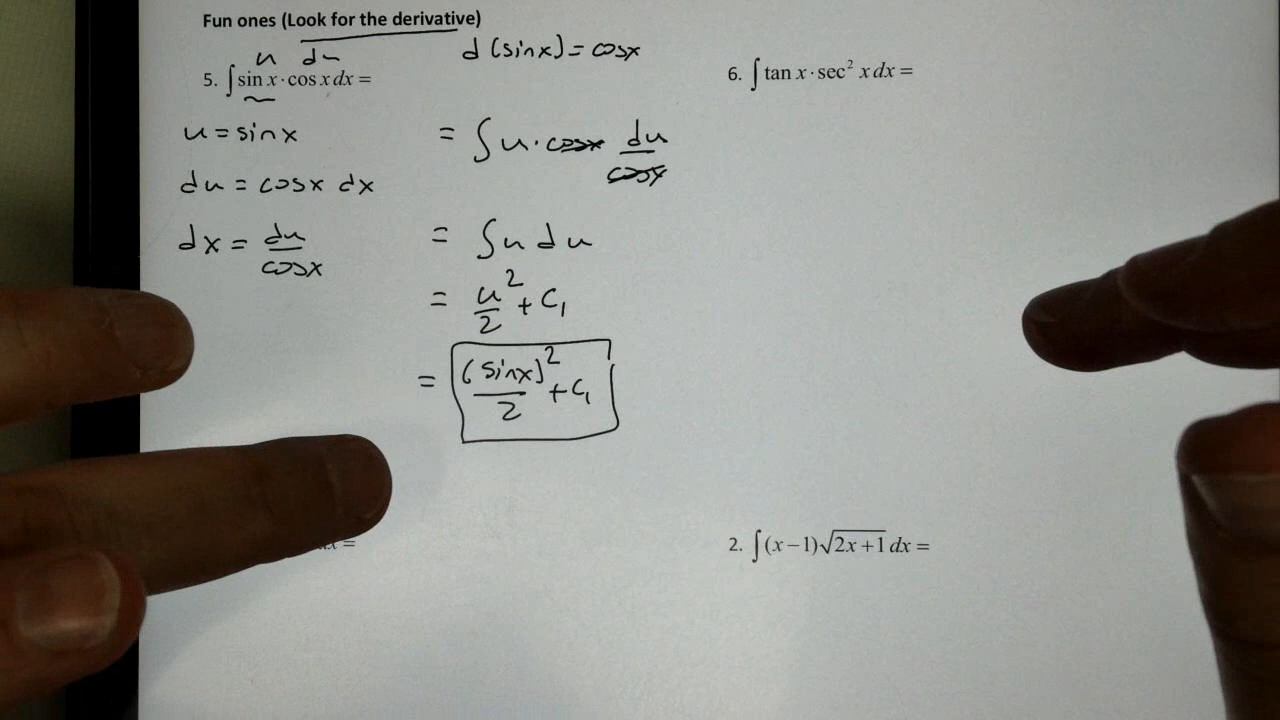 Fun ones (Look for the derivative)
u du
d(sinx) = cosx
5. ∫ sin x · cos x dx =
u = sinx
du = cosx dx
dx = du/cosx
= ∫ u · cosx du/cosx
= ∫ u du
= u²/2 + C₁
= (sinx)²/2 + C₁
6. ∫ tan x · sec² x dx =
=
2. ∫ (x−1)√(2x+1) dx =